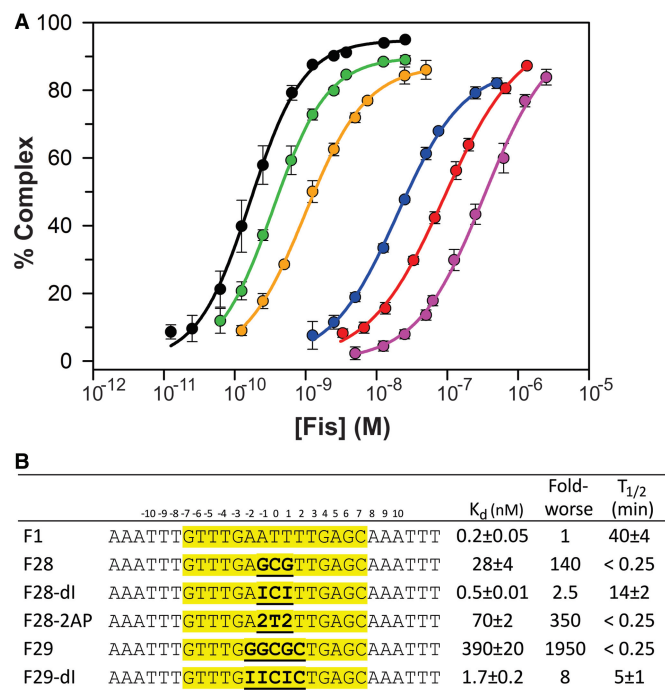 A
100
80
60
40
20
0
% Complex
10-12
10-11
10-10
10-9
10-8
10-7
10-6
10-5
[Fis] (M)
B
-10 -9 -8 -7 -6 -5 -4 -3 -2 -1 0 1 2 3 4 5 6 7 8 9 10
Kd (nM)
Fold-worse
T1/2 (min)
F1 AAATTTGTTTGAATTTTGAGCAAATTT 0.2±0.05 1 40±4
F28 AAATTTGTTTGAGCGTTGAGCAAATTT 28±4 140 < 0.25
F28-dI AAATTTGTTTGAICITTGAGCAAATTT 0.5±0.01 2.5 14±2
F28-2AP AAATTTGTTTGA2T2TTGAGCAAATTT 70±2 350 < 0.25
F29 AAATTTGTTTGGGCGCTGAGCAAATTT 390±20 1950 < 0.25
F29-dI AAATTTGTTTGIICICTGAGCAAATTT 1.7±0.2 8 5±1